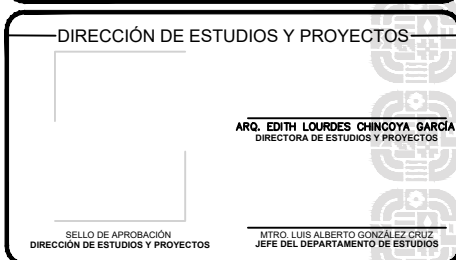 DIRECCIÓN DE ESTUDIOS Y PROYECTOS
ARQ. EDITH LOURDES CHINCOYA GARCÍA
DIRECTORA DE ESTUDIOS Y PROYECTOS
SELLO DE APROBACIÓN
DIRECCIÓN DE ESTUDIOS Y PROYECTOS
MTRO. LUIS ALBERTO GONZÁLEZ CRUZ
JEFE DEL DEPARTAMENTO DE ESTUDIOS